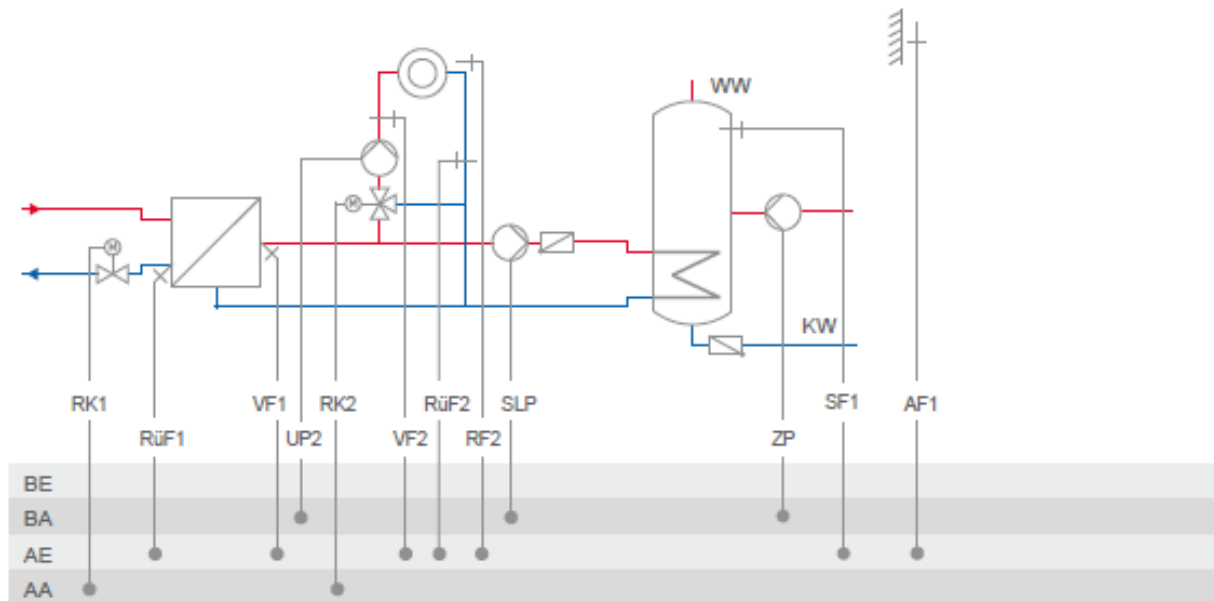 WW
M
M
KW
RK1 VF1 RK2 RüF2 SLP SF1 AF1
RüF1 UP2 VF2 RF2 ZP
BE
BA
AE
AA